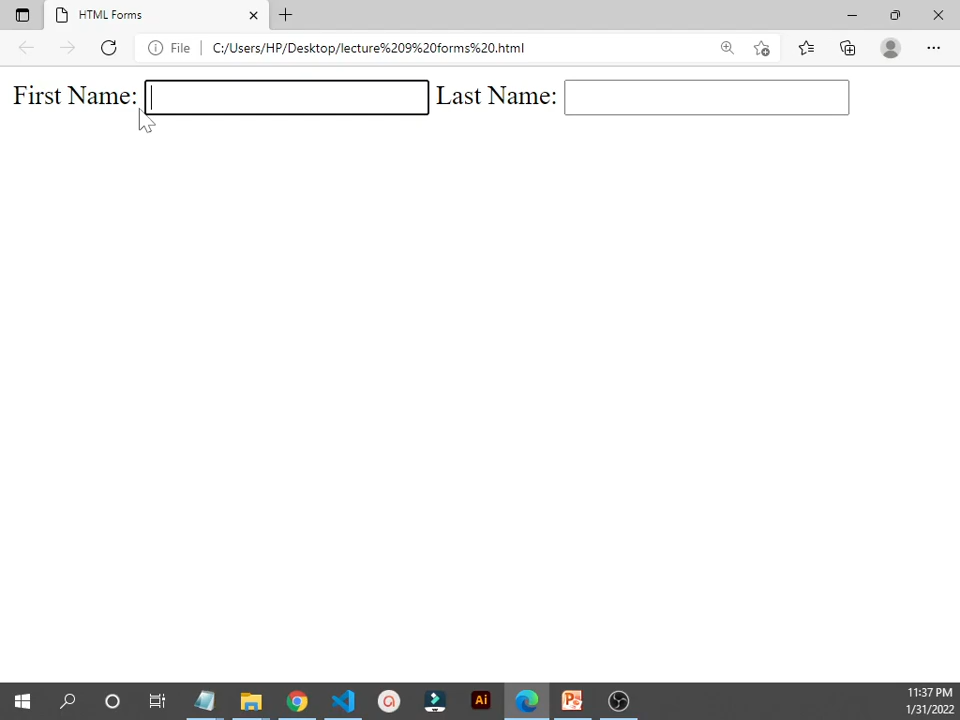 HTML Forms
File
C:/Users/HP/Desktop/lecture%209%20forms%20.html
First Name: Last Name:
Ai
11:37 PM
1/31/2022